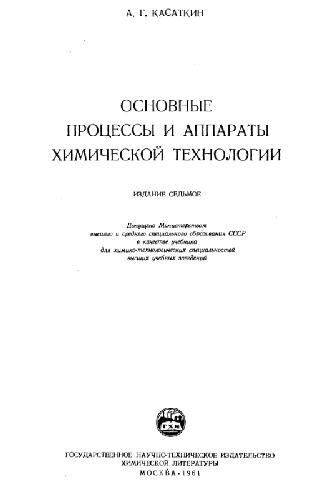 А. Г. КАСАТКИН
ОСНОВНЫЕ
ПРОЦЕССЫ И АППАРАТЫ
ХИМИЧЕСКОЙ ТЕХНОЛОГИИ
ИЗДАНИЕ СЕДЬМОЕ
Допущено Министерством
высшего и среднего специального образования СССР
в качестве учебника
для химико-технологических специальностей
высших учебных заведений
ГХИ
ГОСУДАРСТВЕННОЕ НАУЧНО-ТЕХНИЧЕСКОЕ ИЗДАТЕЛЬСТВО
ХИМИЧЕСКОЙ ЛИТЕРАТУРЫ
МОСКВА · 1961